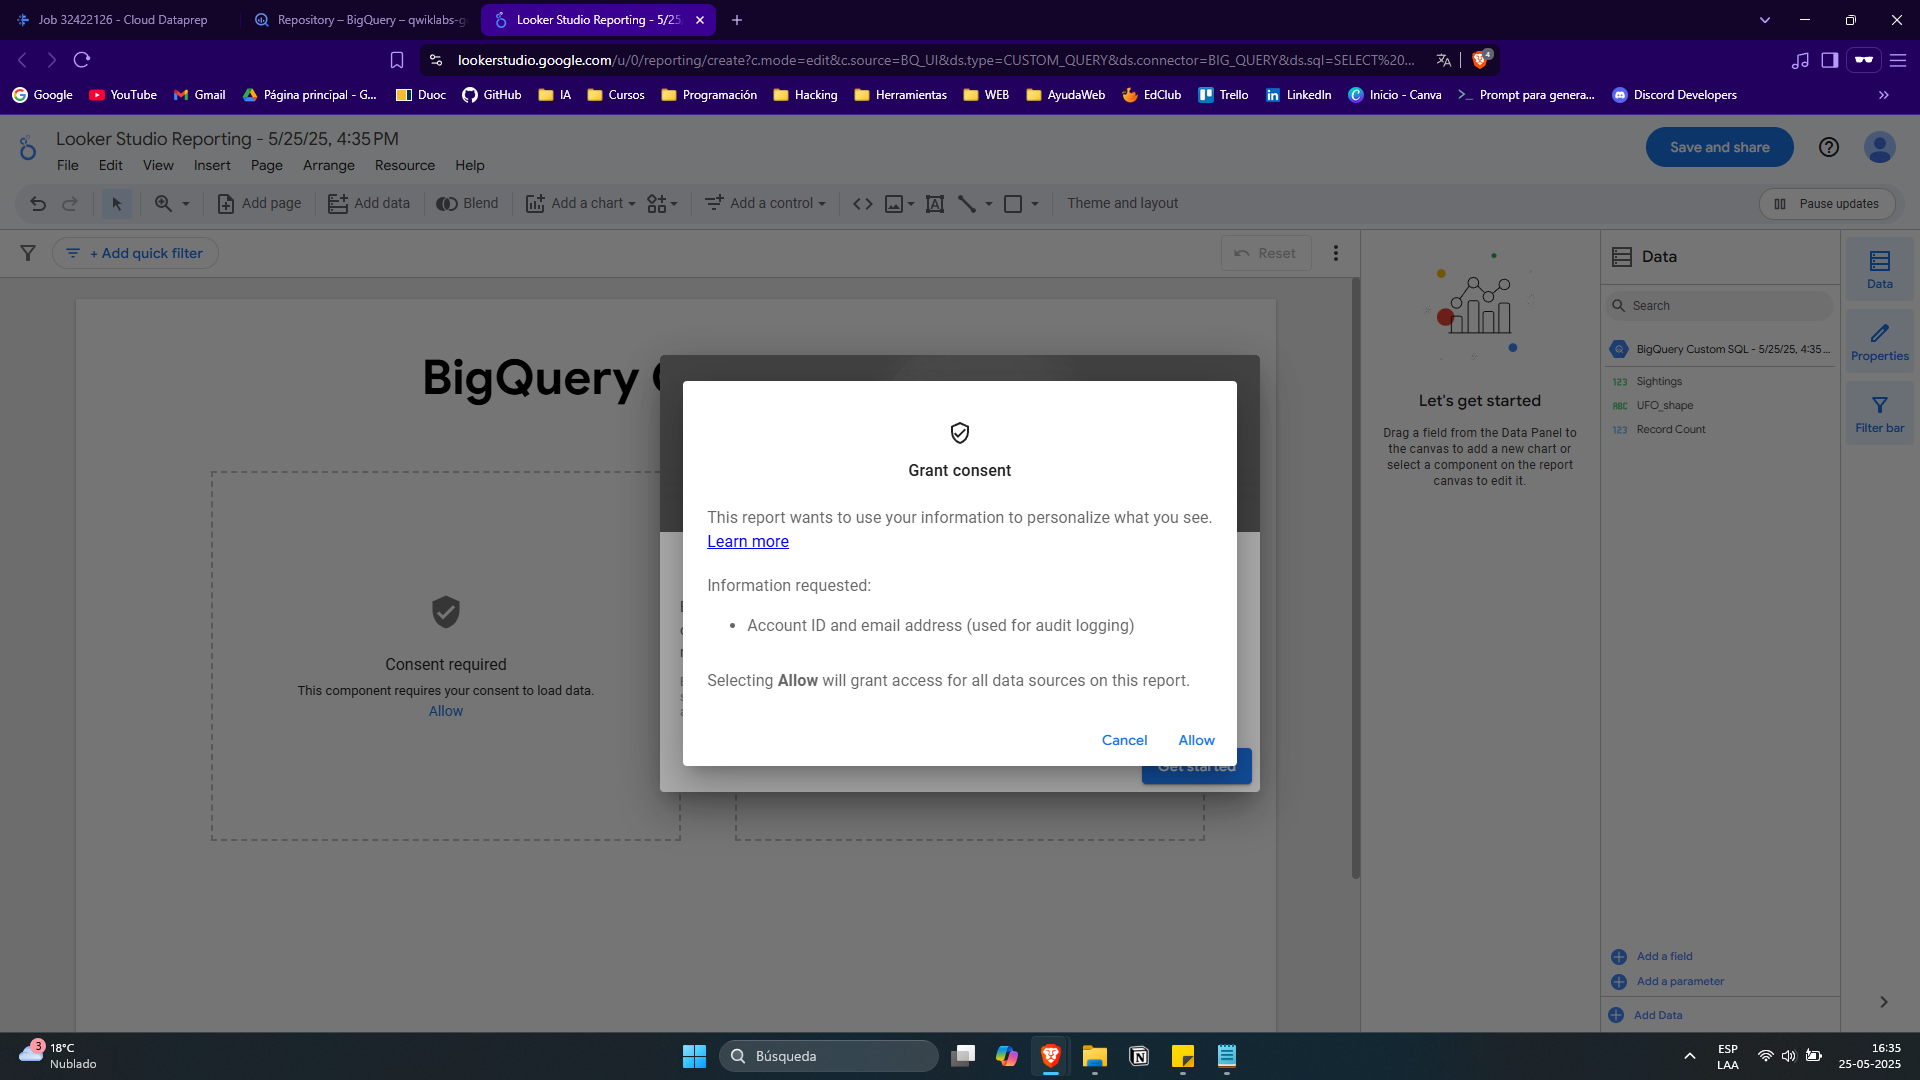 Job 32422126 - Cloud Dataprep
Repository – BigQuery – qwiklabs-g
Looker Studio Reporting - 5/25
lookerstudio.google.com/u/0/reporting/create?c.mode=edit&c.source=BQ_UI&ds.type=CUSTOM_QUERY&ds.connector=BIG_QUERY&ds.sql=SELECT%20...
4
Google
YouTube
Gmail
Página principal - G...
Duoc
GitHub
IA
Cursos
Programación
Hacking
Herramientas
WEB
AyudaWeb
EdClub
Trello
LinkedIn
Inicio - Canva
Prompt para genera...
Discord Developers
Looker Studio Reporting - 5/25/25, 4:35 PM
File Edit View Insert Page Arrange Resource Help
Save and share
Add page
Add data
Blend
Add a chart
Add a control
Theme and layout
Pause updates
+ Add quick filter
Reset
BigQuery
Consent required
This component requires your consent to load data.
Allow
Grant consent
This report wants to use your information to personalize what you see.
Learn more
Information requested:
• Account ID and email address (used for audit logging)
Selecting Allow will grant access for all data sources on this report.
Cancel
Allow
Get started
Let's get started
Drag a field from the Data Panel to
the canvas to add a new chart or
select a component on the report
canvas to edit it.
Data
Search
BigQuery Custom SQL - 5/25/25, 4:35...
123 Sightings
ABC UFO_shape
123 Record Count
Add a field
Add a parameter
Add Data
Data
Properties
Filter bar
3
18°C
Nublado
Búsqueda
ESP
LAA
16:35
25-05-2025